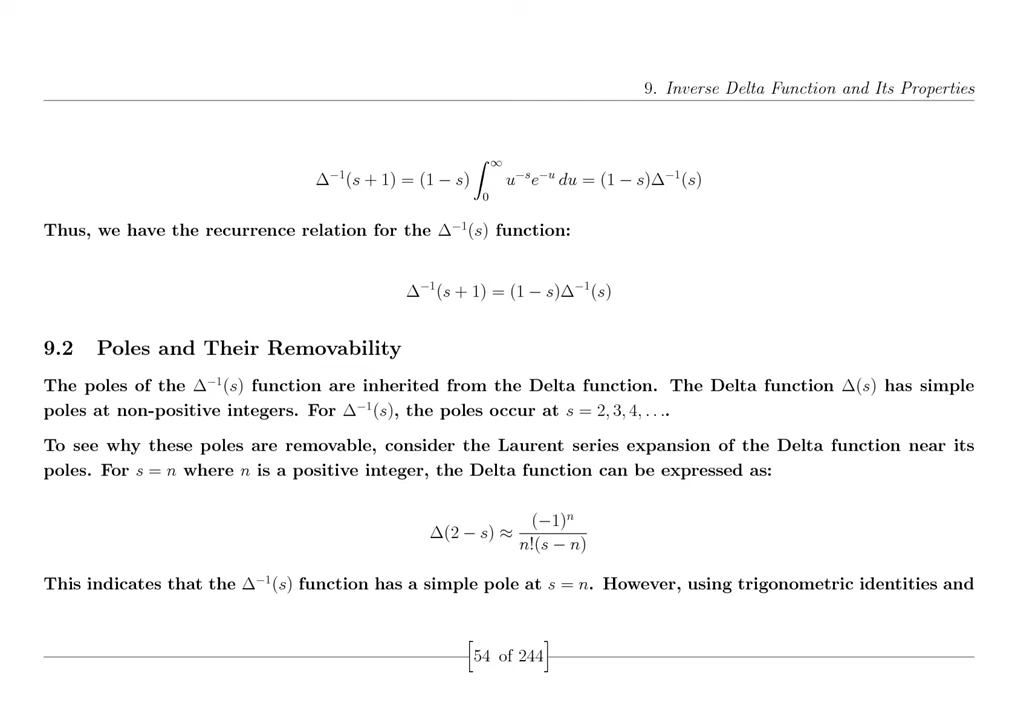 9. Inverse Delta Function and Its Properties
Δ⁻¹(s + 1) = (1 − s) ∫₀^∞ u⁻ˢe⁻ᵘ du = (1 − s)Δ⁻¹(s)
Thus, we have the recurrence relation for the Δ⁻¹(s) function:
Δ⁻¹(s + 1) = (1 − s)Δ⁻¹(s)
9.2 Poles and Their Removability
The poles of the Δ⁻¹(s) function are inherited from the Delta function. The Delta function Δ(s) has simple
poles at non-positive integers. For Δ⁻¹(s), the poles occur at s = 2, 3, 4, . . ..
To see why these poles are removable, consider the Laurent series expansion of the Delta function near its
poles. For s = n where n is a positive integer, the Delta function can be expressed as:
Δ(2 − s) ≈ (−1)ⁿ / n!(s − n)
This indicates that the Δ⁻¹(s) function has a simple pole at s = n. However, using trigonometric identities and
[54 of 244]